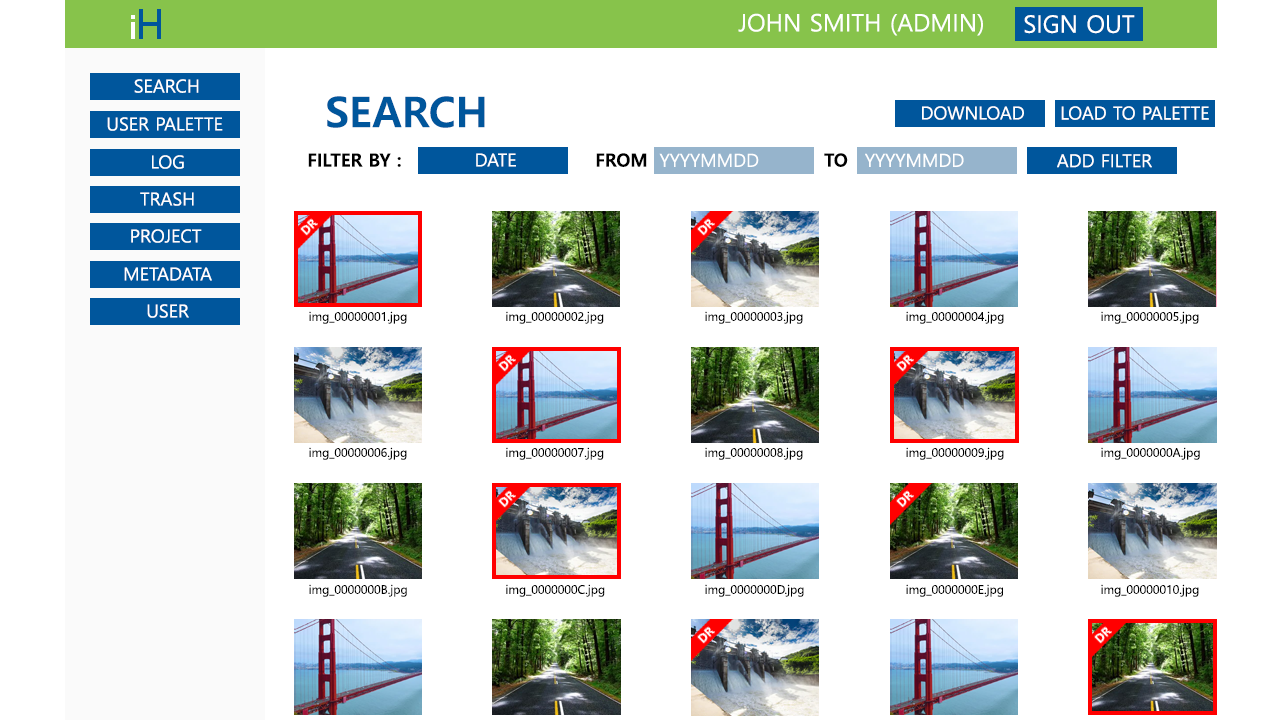 iH
JOHN SMITH (ADMIN)
SIGN OUT
SEARCH
USER PALETTE
LOG
TRASH
PROJECT
METADATA
USER
SEARCH
DOWNLOAD
LOAD TO PALETTE
FILTER BY :
DATE
FROM
YYYYMMDD
TO
YYYYMMDD
ADD FILTER
DR
DR
img_00000001.jpg
img_00000002.jpg
img_00000003.jpg
img_00000004.jpg
img_00000005.jpg
DR
DR
img_00000006.jpg
img_00000007.jpg
img_00000008.jpg
img_00000009.jpg
img_0000000A.jpg
DR
DR
img_0000000B.jpg
img_0000000C.jpg
img_0000000D.jpg
img_0000000E.jpg
img_00000010.jpg
DR
DR